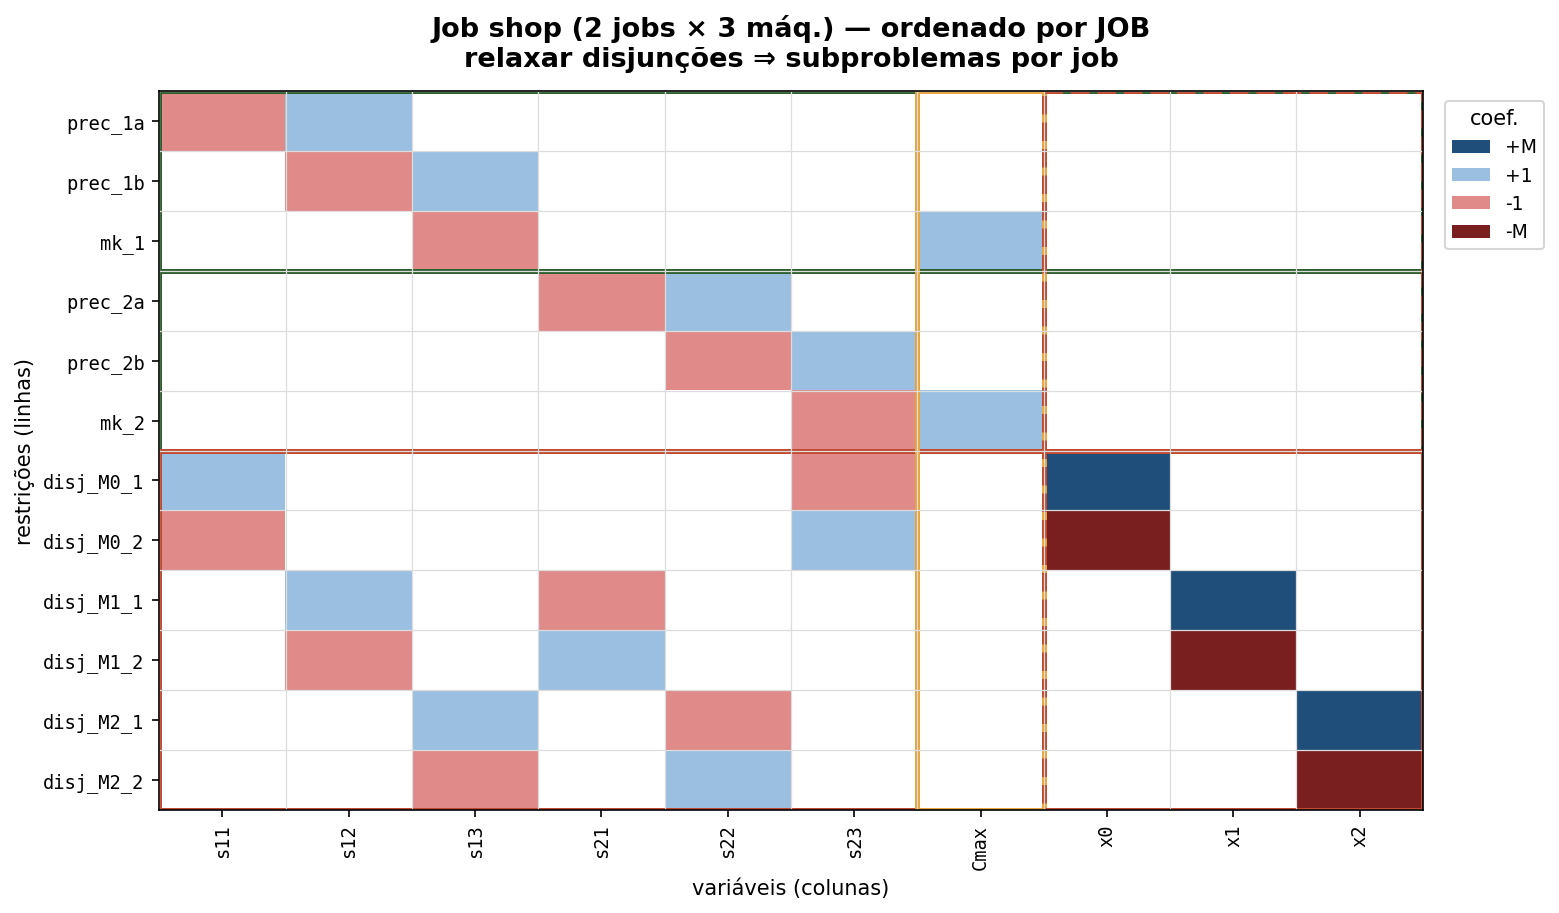 Job shop (2 jobs × 3 máq.) — ordenado por JOB
relaxar disjunções ⇒ subproblemas por job
coef.
+M
+1
-1
-M
restrições (linhas)
prec_1a
prec_1b
mk_1
prec_2a
prec_2b
mk_2
disj_M0_1
disj_M0_2
disj_M1_1
disj_M1_2
disj_M2_1
disj_M2_2
s11
s12
s13
s21
s22
s23
Cmax
x0
x1
x2
variáveis (colunas)